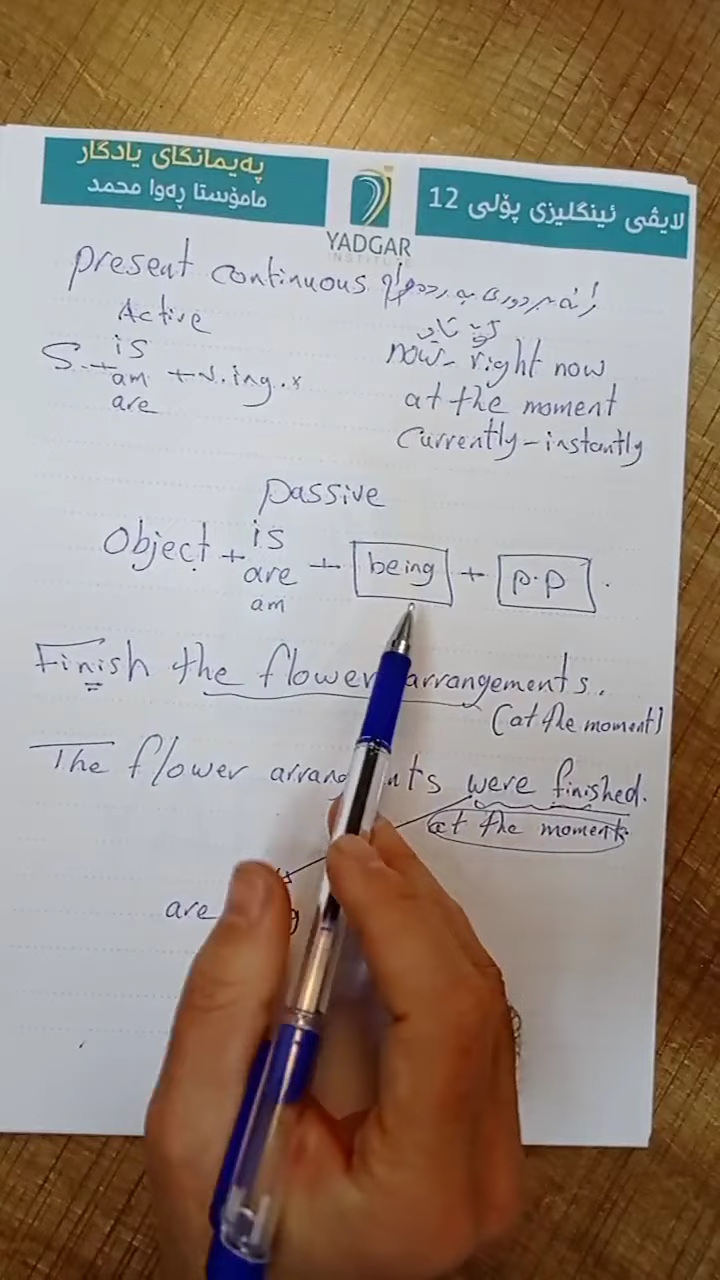 پەیمانگای یادگار
مامۆستا ڕەوا محمد
لایڤی ئینگلیزی پۆلی 12
YADGAR
INSTITUTE
present continuous
Active
S + is am are + v.ing.x
now - right now
at the moment
currently - instantly
passive
Object + is are am + being + p.p.
Finish the flower arrangements.
(at the moment)
The flower were finished.
at the moment
are